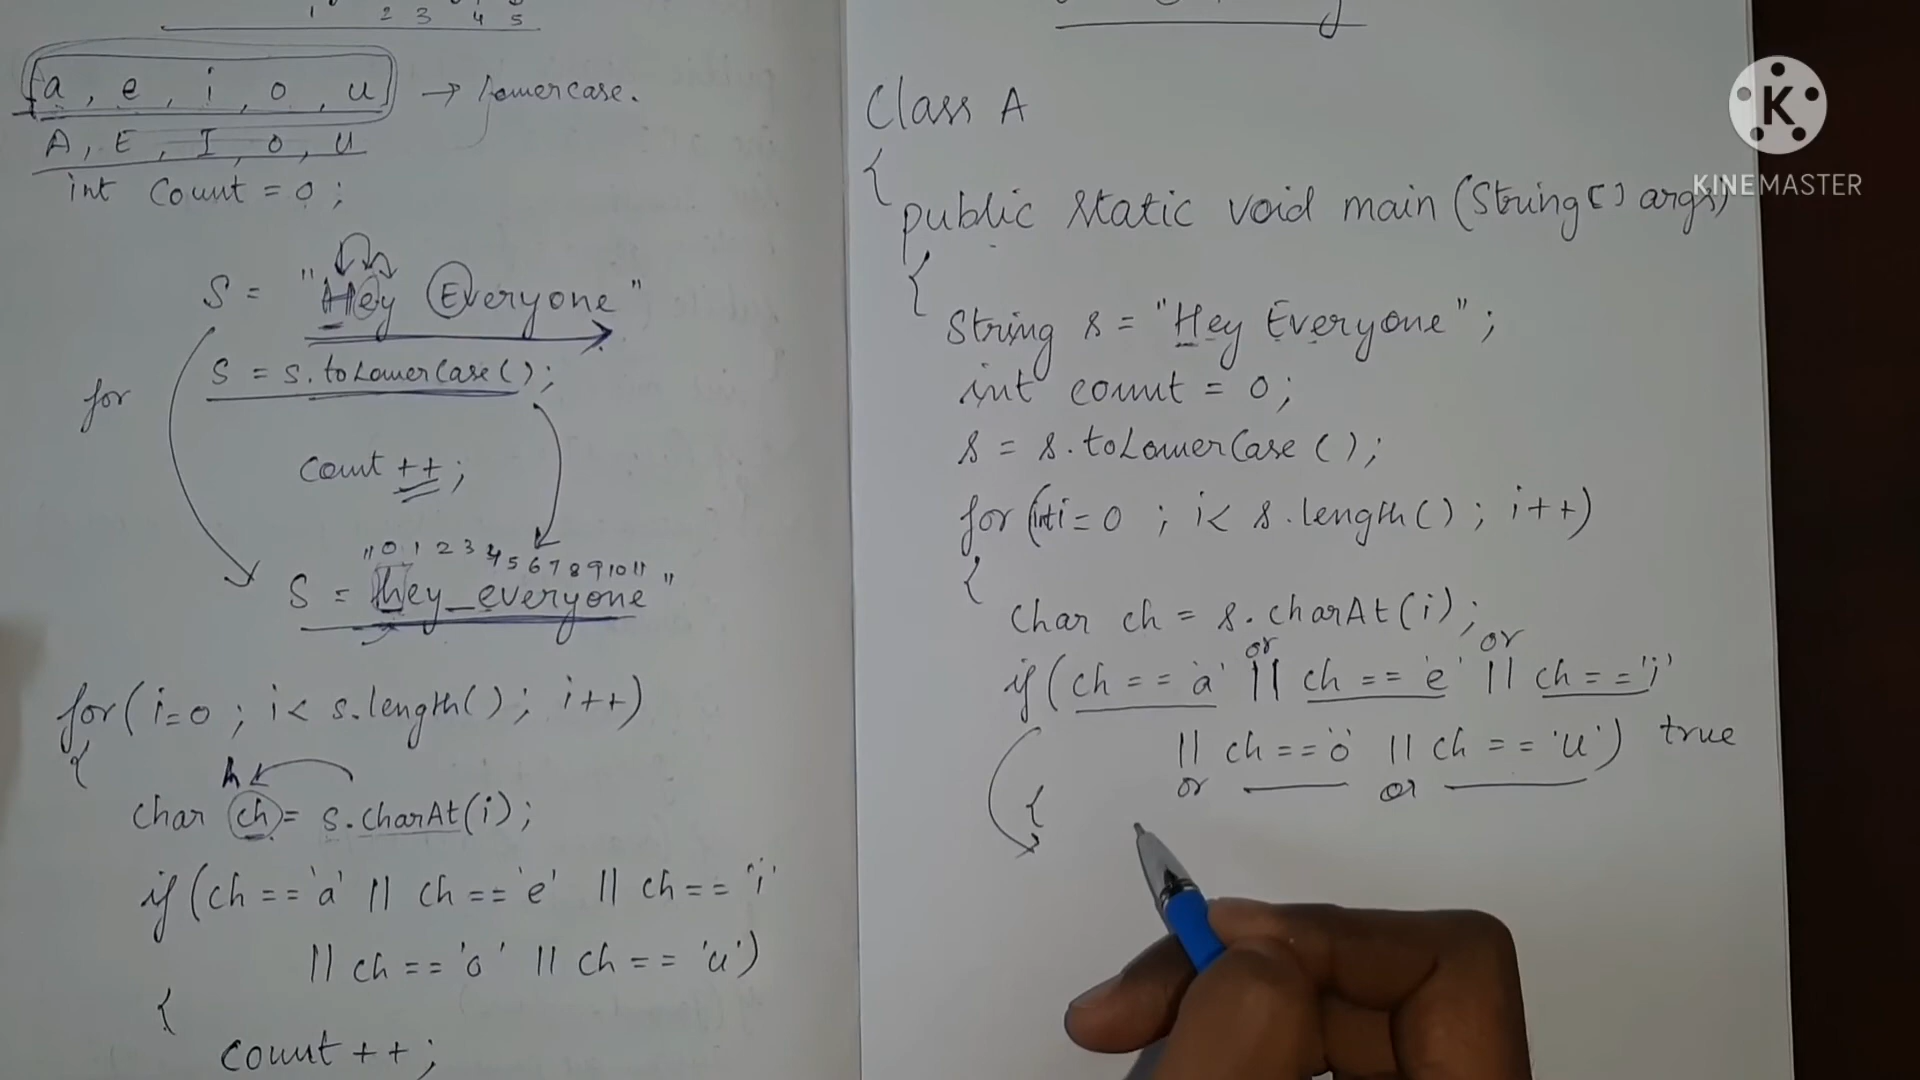 1 2 3 4 5
a , e , i , o , u → lowercase.
A , E , I , O , U
int Count = 0 ;
S = "Hey Everyone"
S = s.toLowerCase() ;
for
Count ++ ;
" 0 1 2 3 4 5 6 7 8 9 10 11 "
S = hey_everyone
for( i=0 ; i< s.length() ; i++)
{
h
char ch = s.charAt(i);
if(ch == 'a' || ch == 'e' || ch == 'i'
|| ch == 'o' || ch == 'u')
{
count ++ ;
Class A
{
public static void main (String[] args)
{
String s = "Hey Everyone" ;
int count = 0 ;
s = s.toLowerCase () ;
for (int i = 0 ; i< s.length() ; i++)
{
Char ch = s.charAt(i) ;
or or
if( ch == 'a' || ch == 'e' || ch == 'i'
|| ch == 'o' || ch == 'u') true
or or
{
K
KINEMASTER